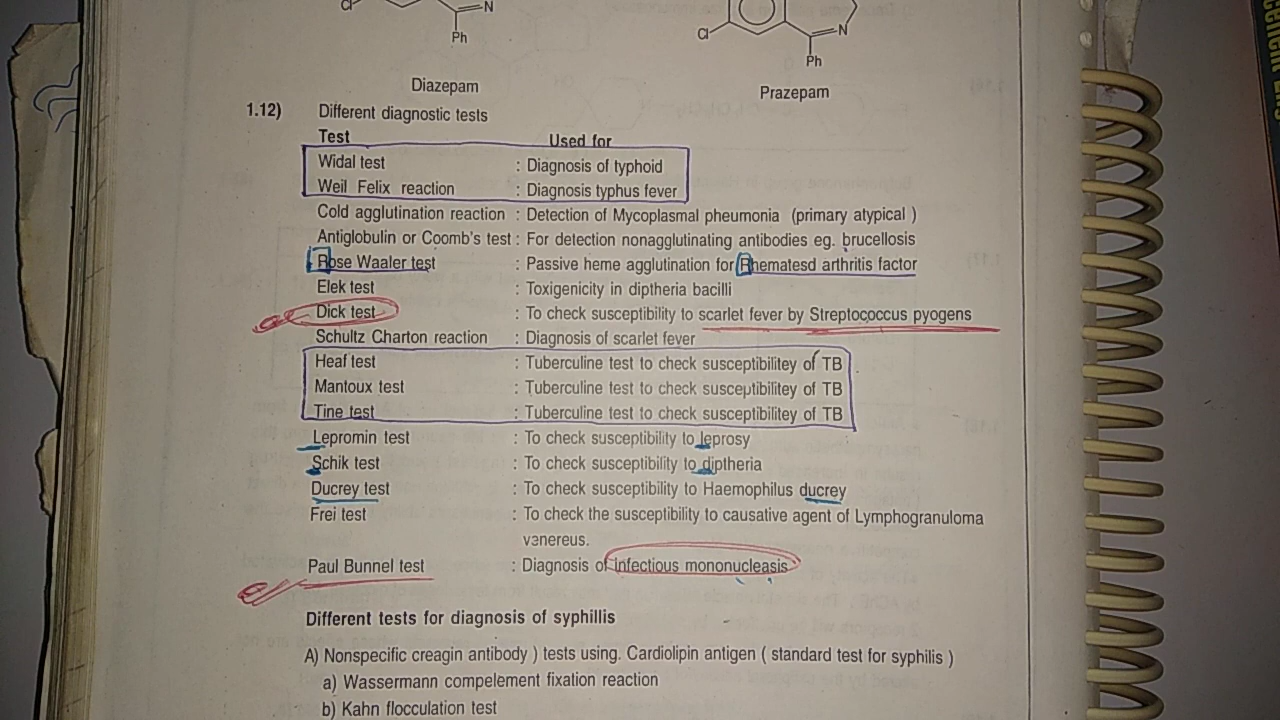 Cl
N
Ph
Cl
N
Ph
Diazepam
Prazepam
1.12) Different diagnostic tests
Test Used for
Widal test : Diagnosis of typhoid
Weil Felix reaction : Diagnosis typhus fever
Cold agglutination reaction : Detection of Mycoplasmal pheumonia (primary atypical )
Antiglobulin or Coomb's test : For detection nonagglutinating antibodies eg. brucellosis
Rose Waaler test : Passive heme agglutination for Rhematesd arthritis factor
Elek test : Toxigenicity in diptheria bacilli
Dick test : To check susceptibility to scarlet fever by Streptococcus pyogens
Schultz Charton reaction : Diagnosis of scarlet fever
Heaf test : Tuberculine test to check susceptibilitey of TB
Mantoux test : Tuberculine test to check susceptibilitey of TB
Tine test : Tuberculine test to check susceptibilitey of TB
Lepromin test : To check susceptibility to leprosy
Schik test : To check susceptibility to diptheria
Ducrey test : To check susceptibility to Haemophilus ducrey
Frei test : To check the susceptibility to causative agent of Lymphogranuloma
venereus.
Paul Bunnel test : Diagnosis of infectious mononucleasis
Different tests for diagnosis of syphillis
A) Nonspecific creagin antibody ) tests using. Cardiolipin antigen ( standard test for syphilis )
a) Wassermann compelement fixation reaction
b) Kahn flocculation test